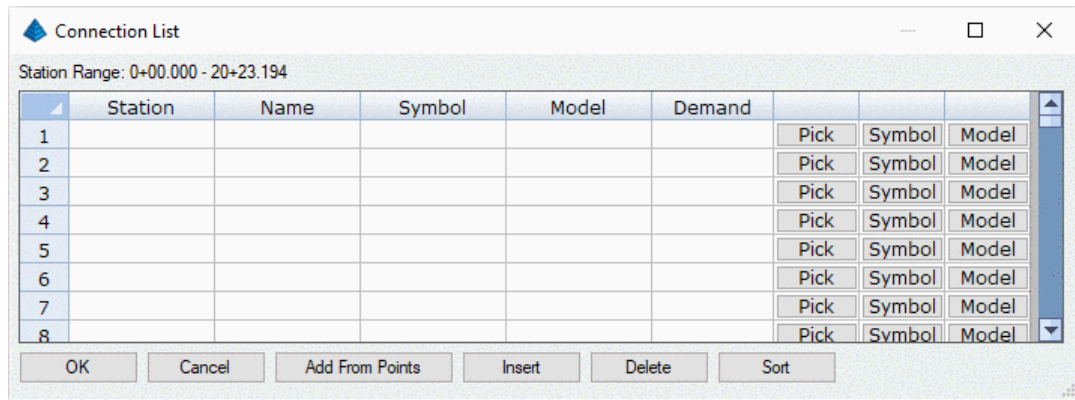 Connection List
Station Range: 0+00.000 - 20+23.194
Station Name Symbol Model Demand
1 Pick Symbol Model
2 Pick Symbol Model
3 Pick Symbol Model
4 Pick Symbol Model
5 Pick Symbol Model
6 Pick Symbol Model
7 Pick Symbol Model
8 Pick Symbol Model
OK Cancel Add From Points Insert Delete Sort